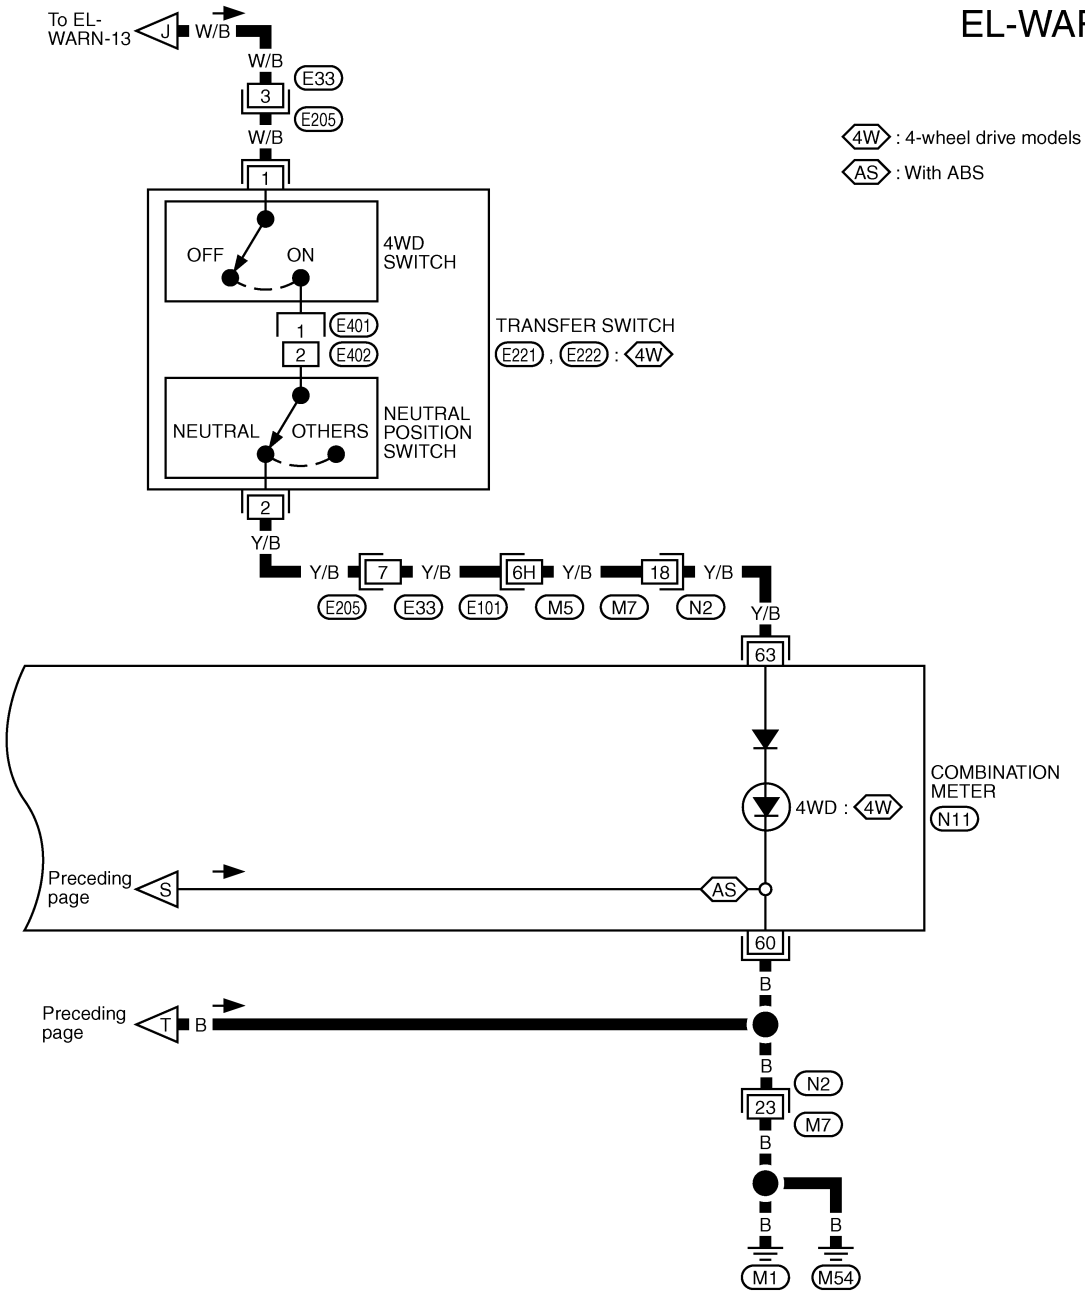 To EL-
WARN-13
J
W/B
EL-WAR
W/B
E33
3
E205
W/B
4W : 4-wheel drive models
AS : With ABS
1
OFF
ON
4WD
SWITCH
1
E401
2
E402
TRANSFER SWITCH
E221 , E222 : 4W
NEUTRAL
OTHERS
NEUTRAL
POSITION
SWITCH
2
Y/B
Y/B 7 Y/B 6H Y/B 18 Y/B
E205 E33 E101 M5 M7 N2
Y/B
63
COMBINATION
METER
N11
4WD : 4W
Preceding
page
S
AS
60
B
Preceding
page
T
B
B
N2
23
M7
B
B
B
M1
M54